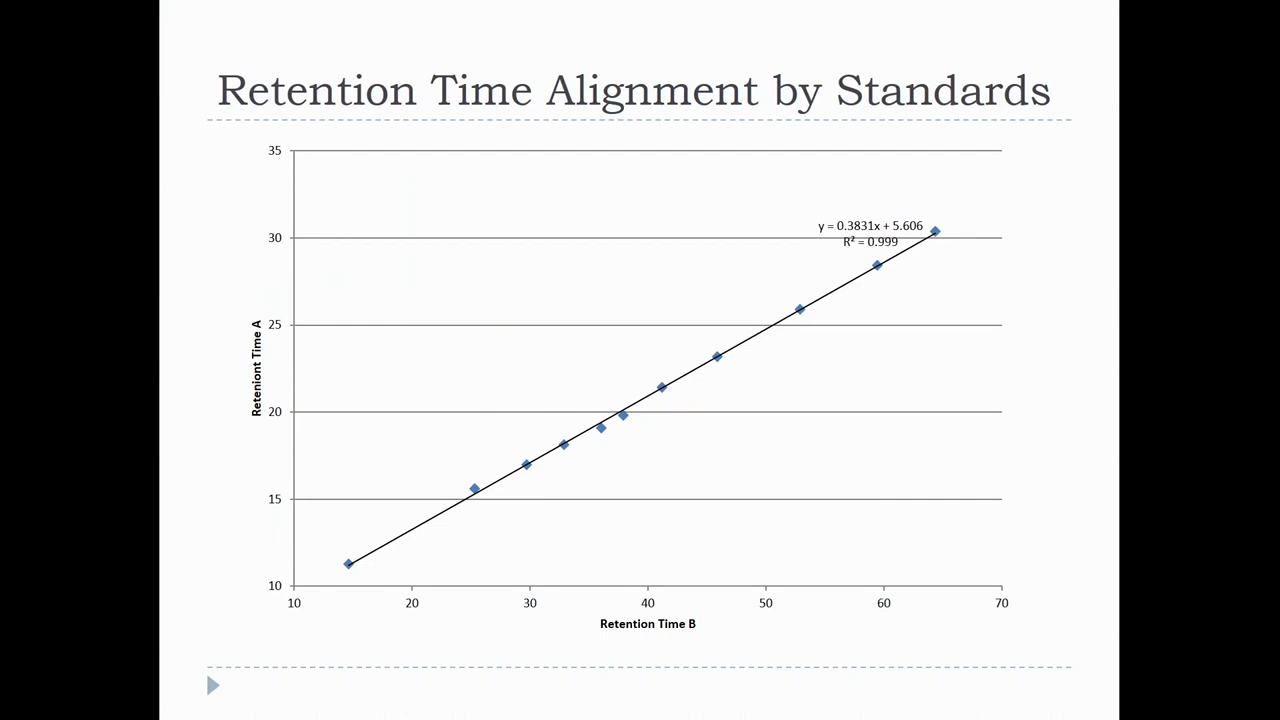 Retention Time Alignment by Standards
35
30
25
20
15
10
Reteniont Time A
y = 0.3831x + 5.606
R² = 0.999
10 20 30 40 50 60 70
Retention Time B